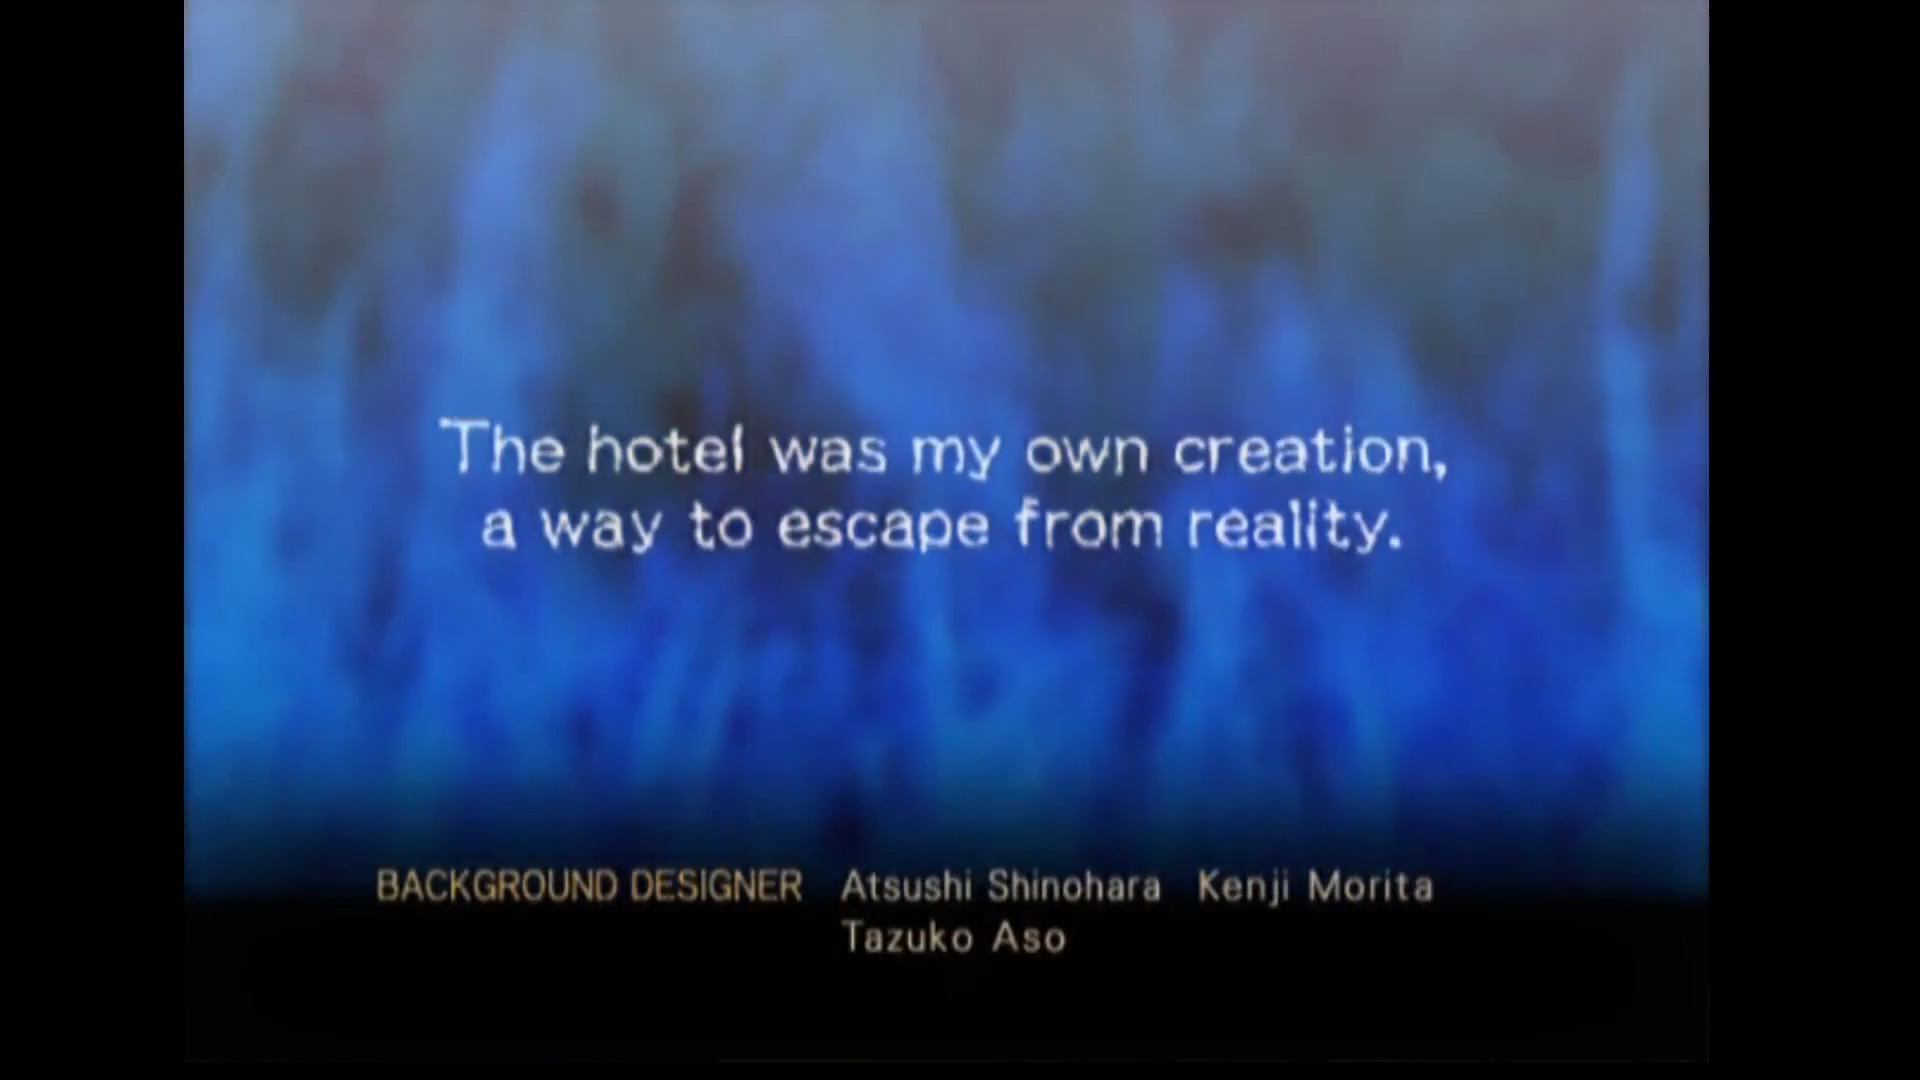 The hotel was my own creation,
a way to escape from reality.
BACKGROUND DESIGNER Atsushi Shinohara Kenji Morita
Tazuko Aso